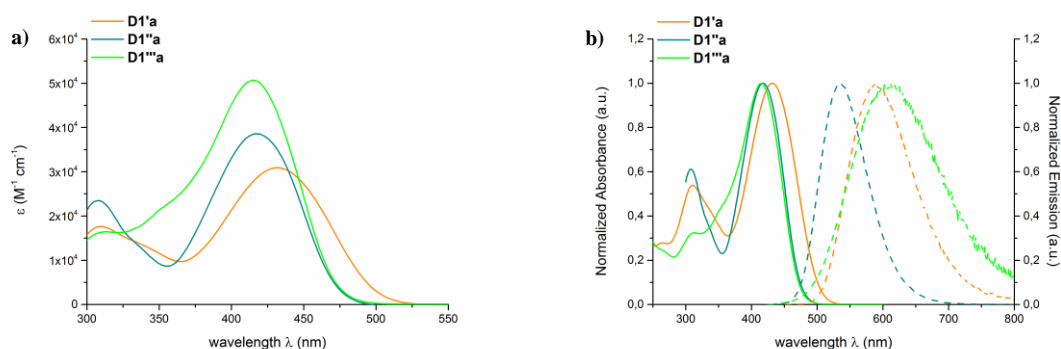 a)
D1'a
D1''a
D1'''a
6x10⁴
5x10⁴
4x10⁴
3x10⁴
2x10⁴
1x10⁴
0
ε (M⁻¹ cm⁻¹)
300 350 400 450 500 550
wavelength λ (nm)
b)
D1'a
D1''a
D1'''a
1,2
1,0
0,8
0,6
0,4
0,2
0,0
Normalized Absorbance (a.u.)
300 400 500 600 700 800
wavelength λ (nm)
1,2
1,0
0,8
0,6
0,4
0,2
0,0
Normalized Emission (a.u.)